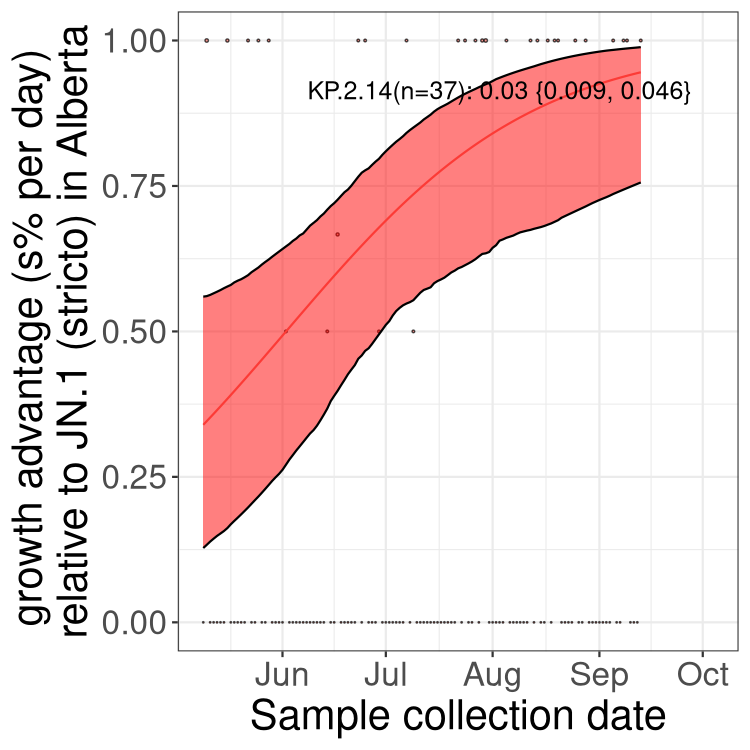 growth advantage (s% per day)
relative to JN.1 (stricto) in Alberta
1.00
0.75
0.50
0.25
0.00
KP.2.14(n=37): 0.03 {0.009, 0.046}
Jun Jul Aug Sep Oct
Sample collection date